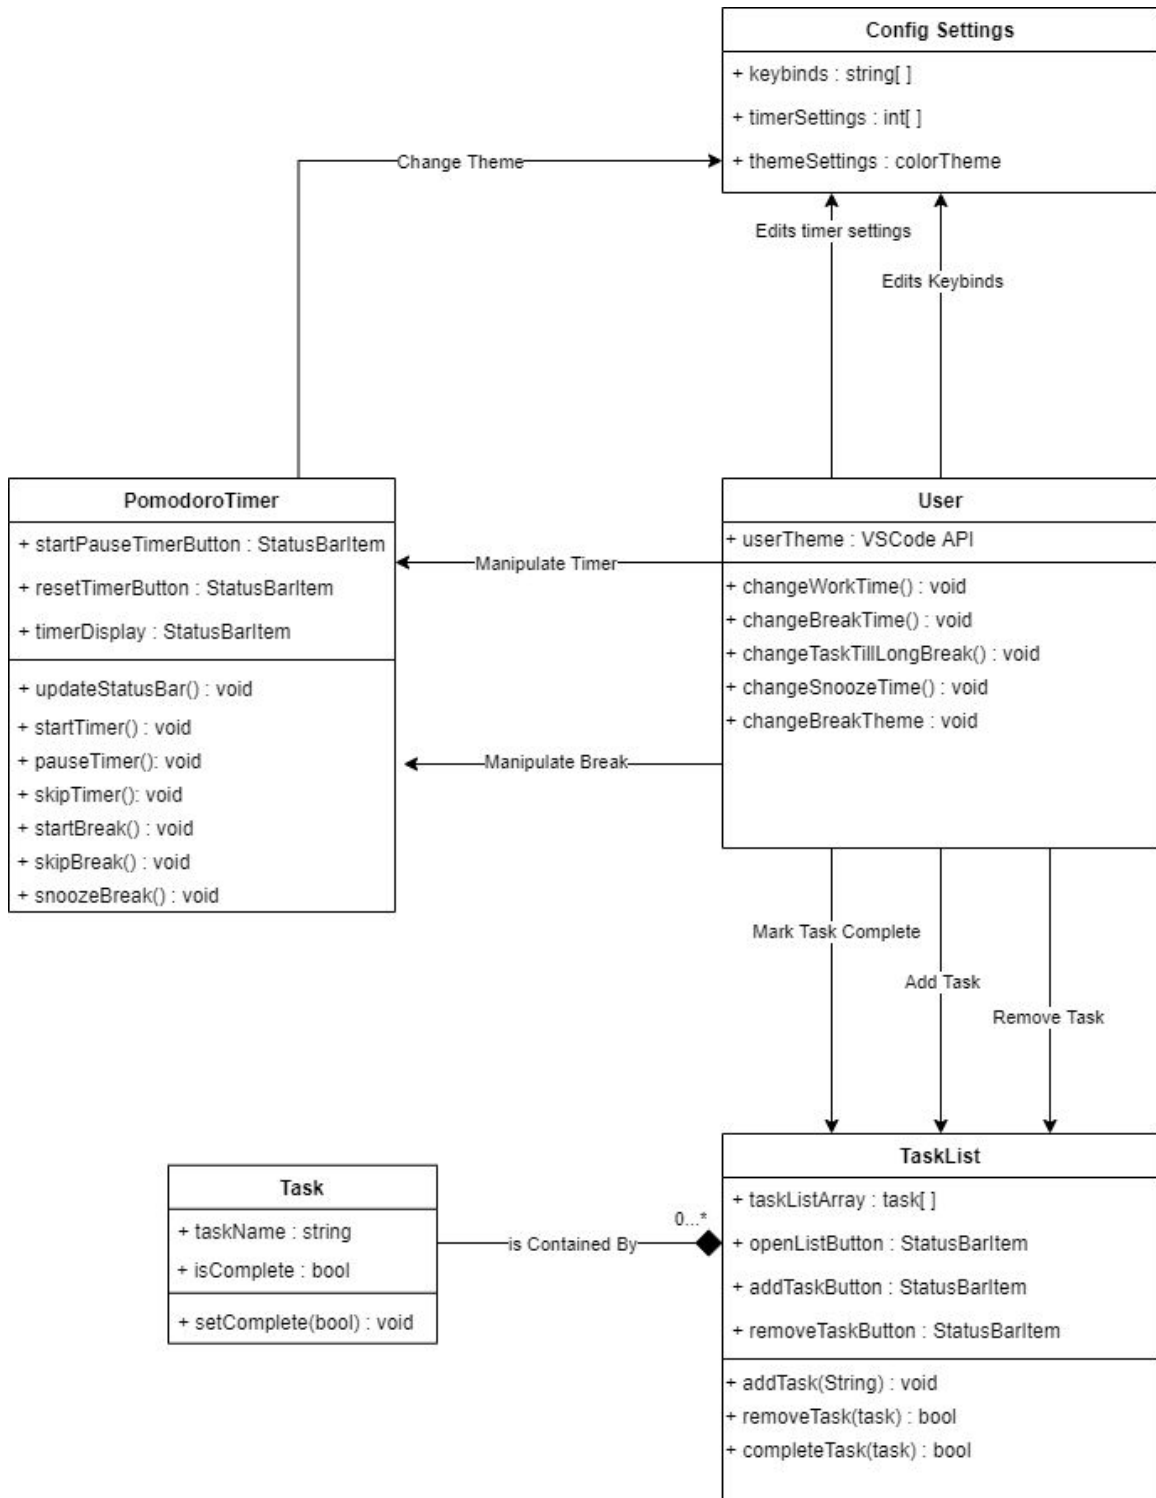 Config Settings
+ keybinds : string[ ]
+ timerSettings : int[ ]
+ themeSettings : colorTheme
Change Theme
Edits timer settings
Edits Keybinds
PomodoroTimer
+ startPauseTimerButton : StatusBarItem
+ resetTimerButton : StatusBarItem
+ timerDisplay : StatusBarItem
+ updateStatusBar() : void
+ startTimer() : void
+ pauseTimer(): void
+ skipTimer(): void
+ startBreak() : void
+ skipBreak() : void
+ snoozeBreak() : void
Manipulate Timer
Manipulate Break
User
+ userTheme : VSCode API
+ changeWorkTime() : void
+ changeBreakTime() : void
+ changeTaskTillLongBreak() : void
+ changeSnoozeTime() : void
+ changeBreakTheme : void
Mark Task Complete
Add Task
Remove Task
Task
+ taskName : string
+ isComplete : bool
+ setComplete(bool) : void
is Contained By
0...*
TaskList
+ taskListArray : task[ ]
+ openListButton : StatusBarItem
+ addTaskButton : StatusBarItem
+ removeTaskButton : StatusBarItem
+ addTask(String) : void
+ removeTask(task) : bool
+ completeTask(task) : bool